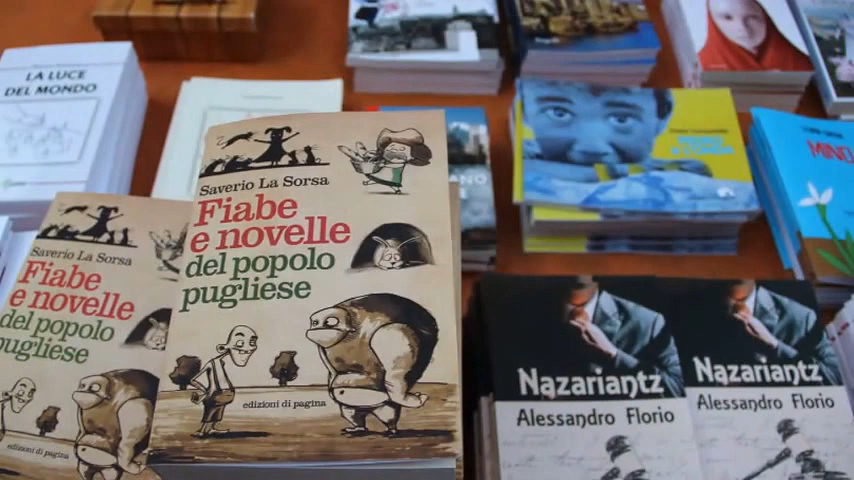 LA LUCE
DEL MONDO
Saverio La Sorsa
Fiabe
e novelle
del popolo
pugliese
edizioni di pagina
Saverio La Sorsa
Fiabe
e novelle
del popolo
pugliese
edizioni di pagina
MINO
Nazariantz
Alessandro Florio
Nazariantz
Alessandro Florio